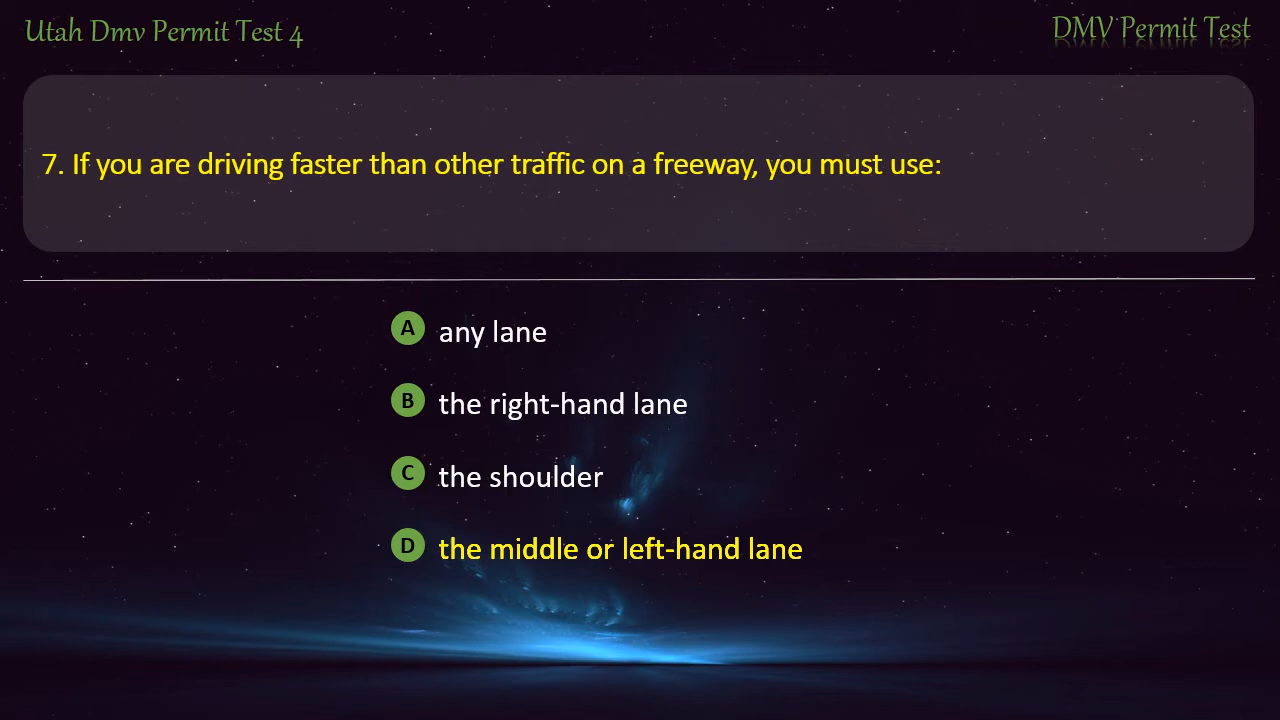 Utah Dmv Permit Test 4
DMV Permit Test
7. If you are driving faster than other traffic on a freeway, you must use:
A any lane
B the right-hand lane
C the shoulder
D the middle or left-hand lane